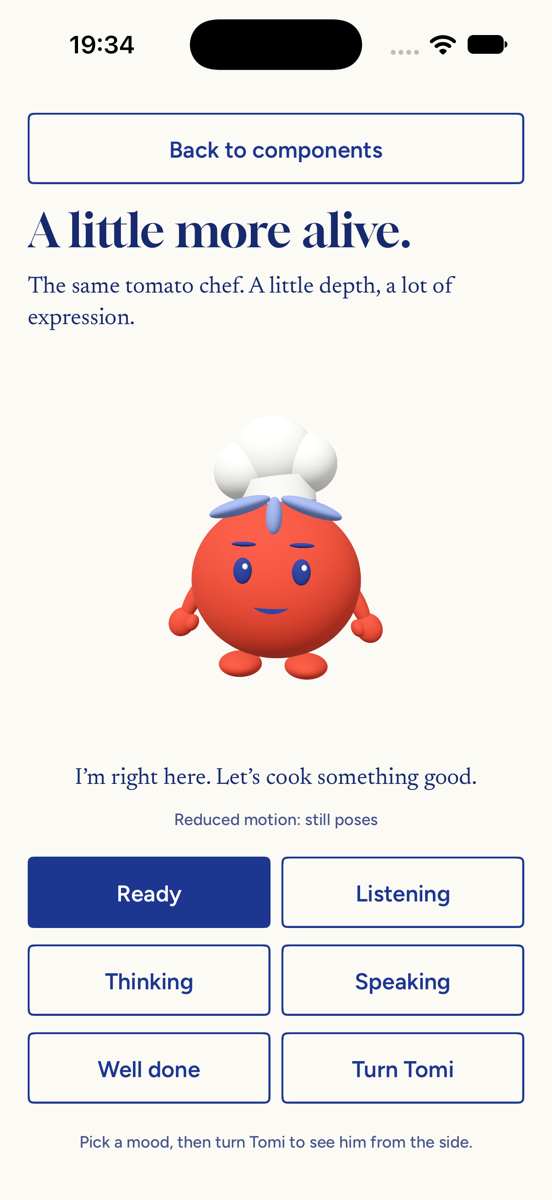 19:34
Back to components
A little more alive.
The same tomato chef. A little depth, a lot of
expression.
I’m right here. Let’s cook something good.
Reduced motion: still poses
Ready
Listening
Thinking
Speaking
Well done
Turn Tomi
Pick a mood, then turn Tomi to see him from the side.